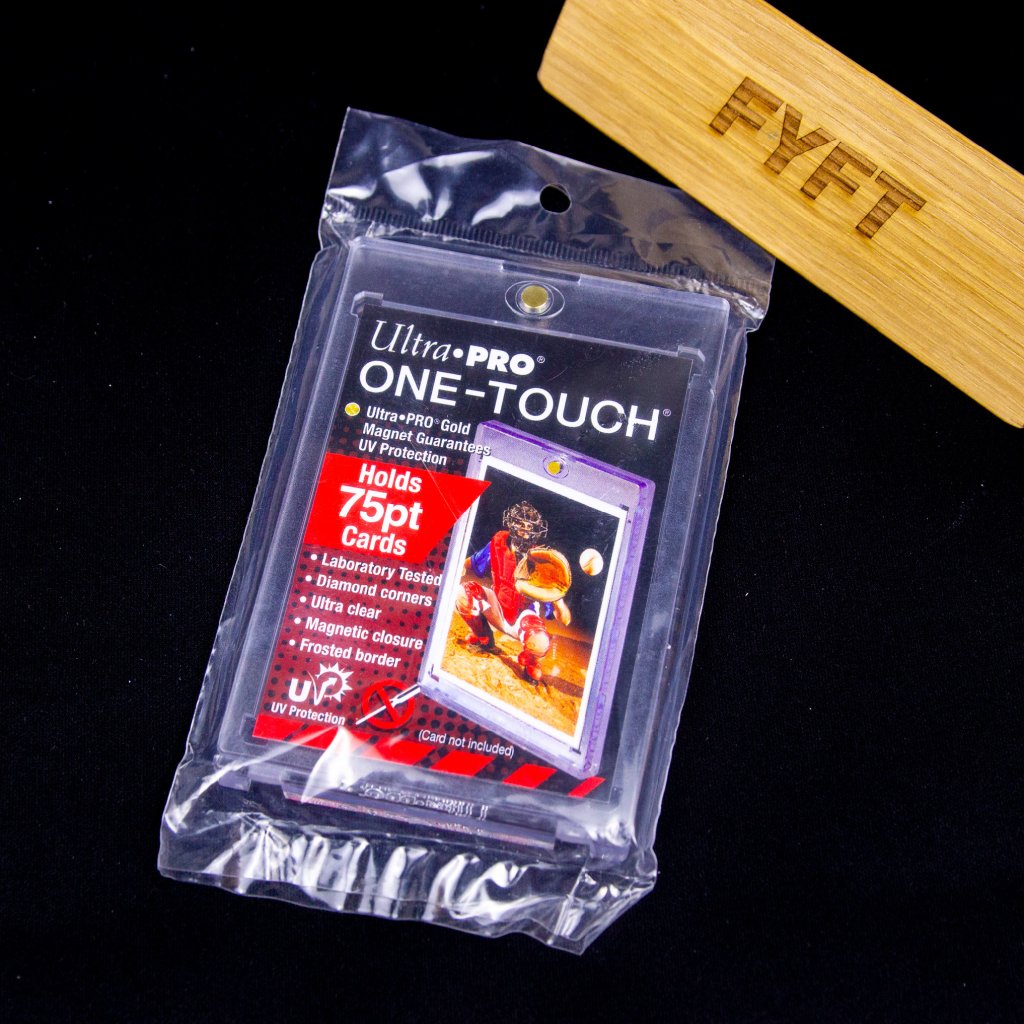 FYFT
Ultra•PRO®
ONE-TOUCH®
Ultra•PRO® Gold
Magnet Guarantees
UV Protection
Holds
75pt
Cards
• Laboratory Tested
• Diamond corners
• Ultra clear
• Magnetic closure
• Frosted border
UV
UV Protection
(Card not included)